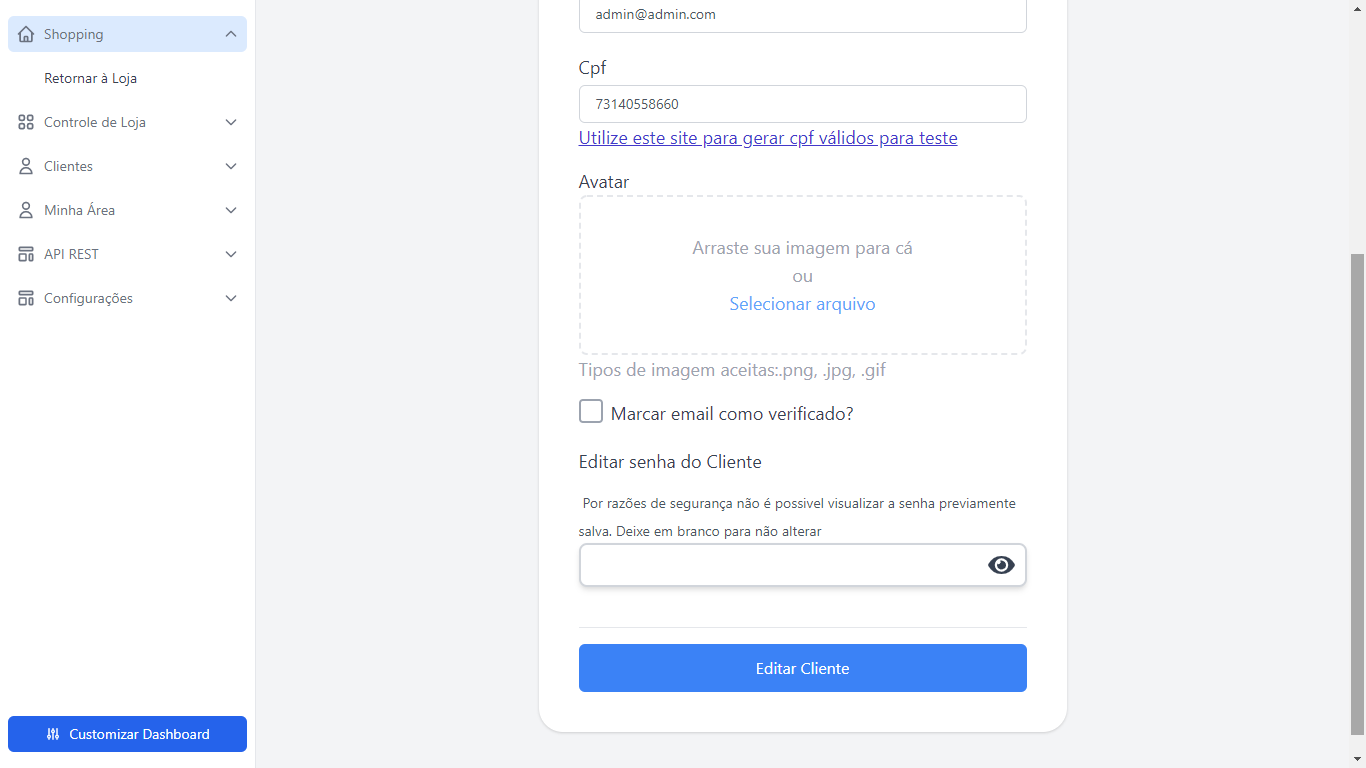 Shopping
Retornar à Loja
Controle de Loja
Clientes
Minha Área
API REST
Configurações
Customizar Dashboard
admin@admin.com
Cpf
73140558660
Utilize este site para gerar cpf válidos para teste
Avatar
Arraste sua imagem para cá
ou
Selecionar arquivo
Tipos de imagem aceitas:.png, .jpg, .gif
Marcar email como verificado?
Editar senha do Cliente
Por razões de segurança não é possivel visualizar a senha previamente
salva. Deixe em branco para não alterar
Editar Cliente